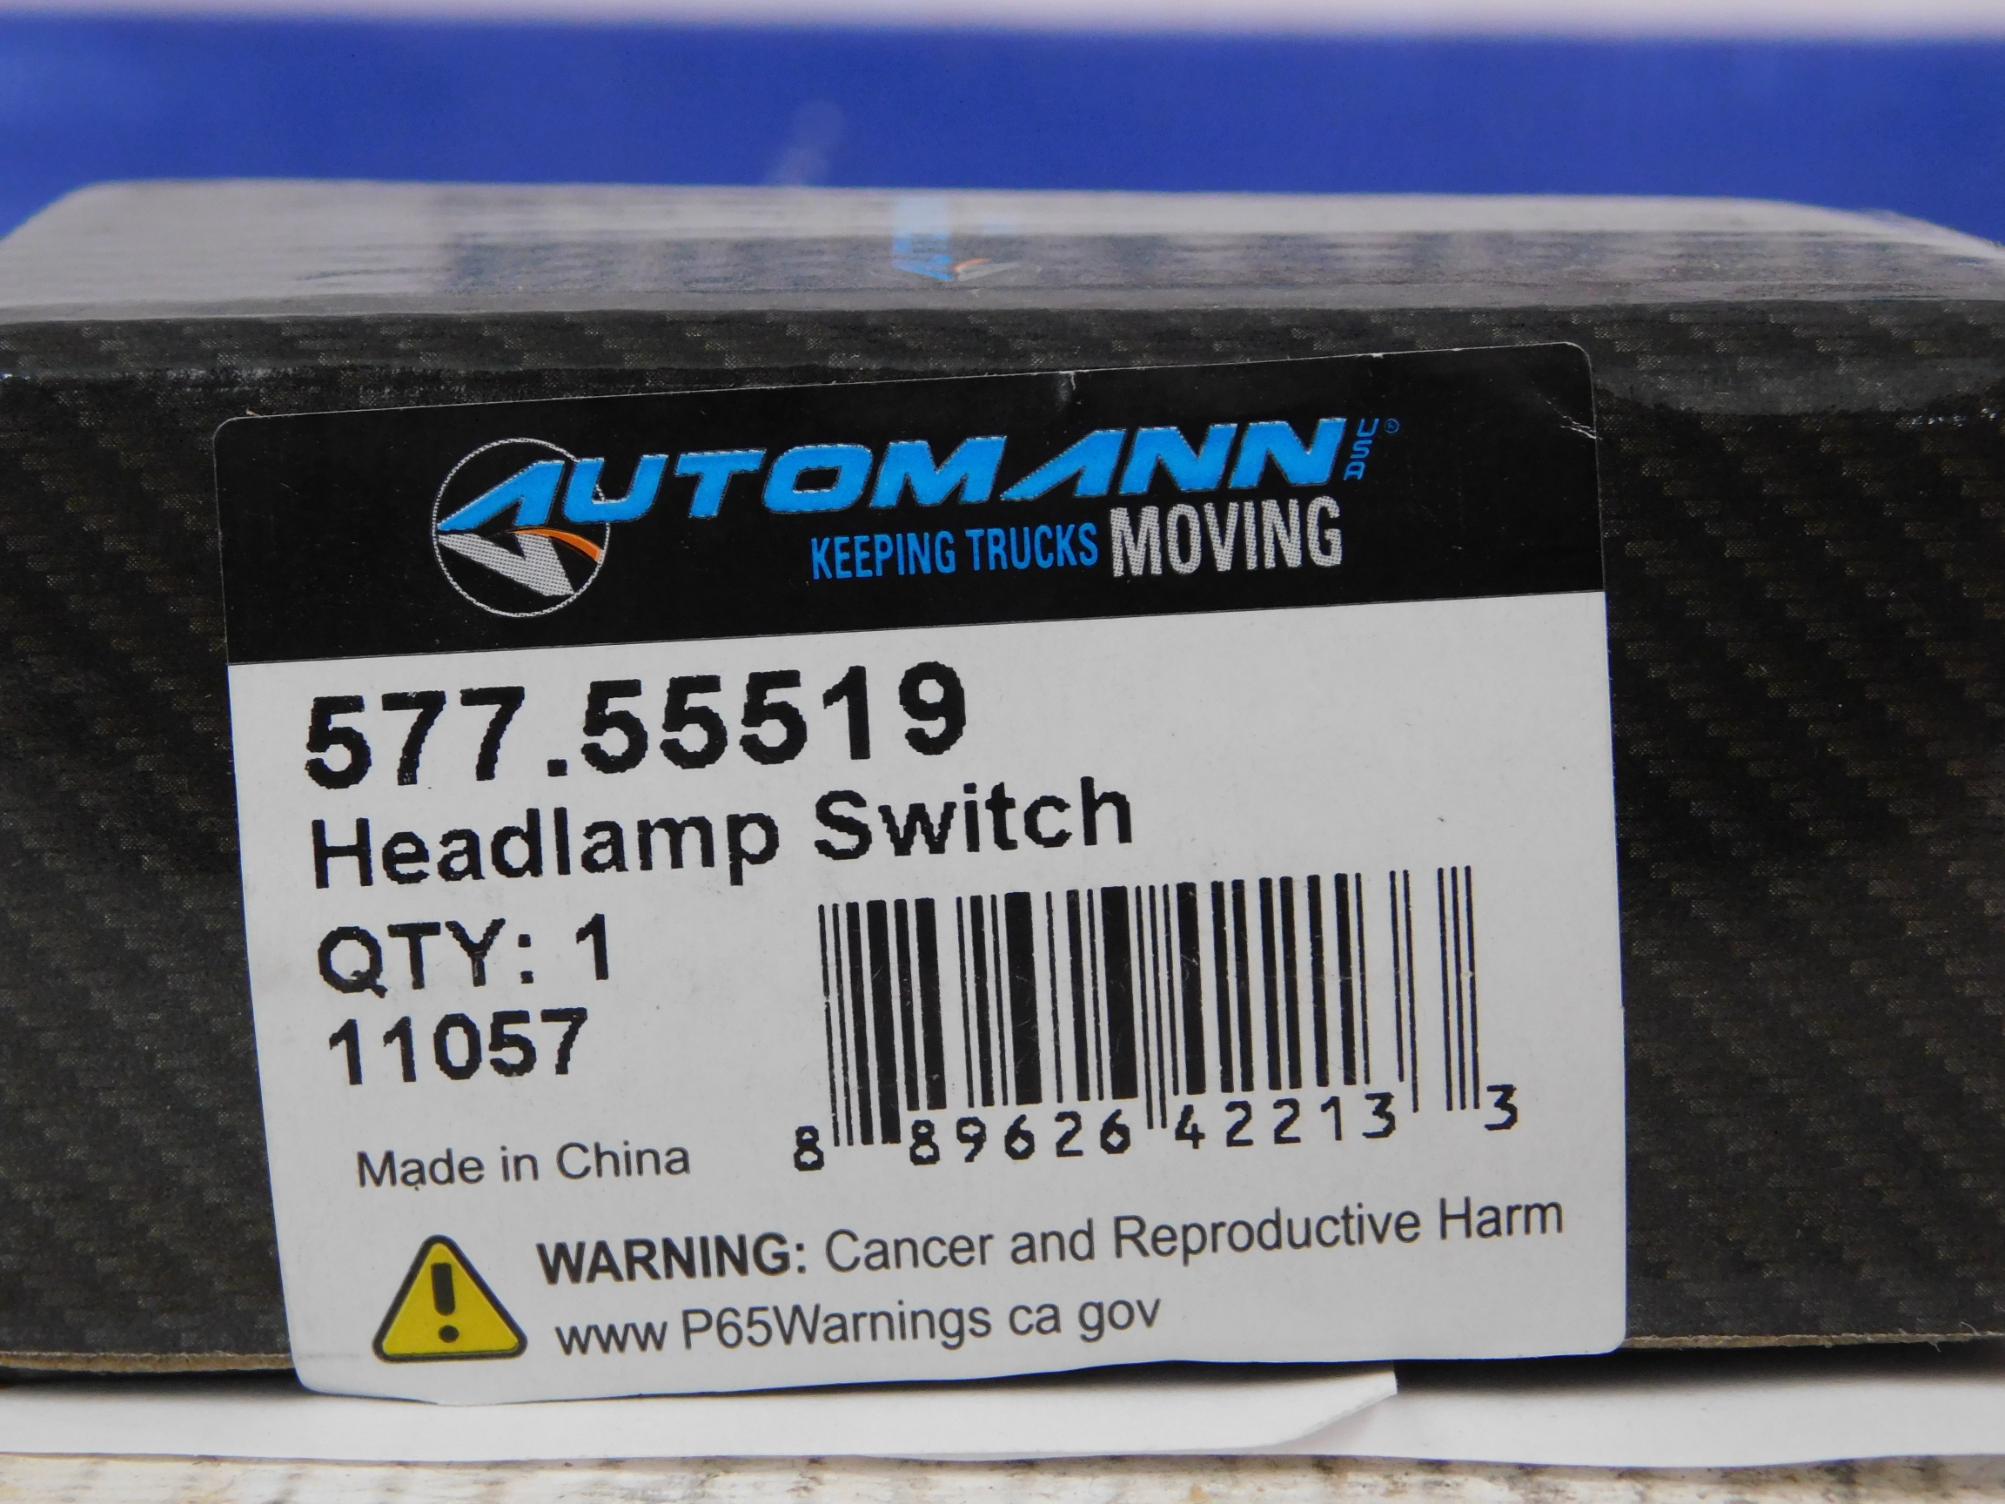 AUTOMANN USA®
KEEPING TRUCKS MOVING
577.55519
Headlamp Switch
QTY: 1
11057
8 89626 42213 3
Made in China
WARNING: Cancer and Reproductive Harm
www P65Warnings ca gov